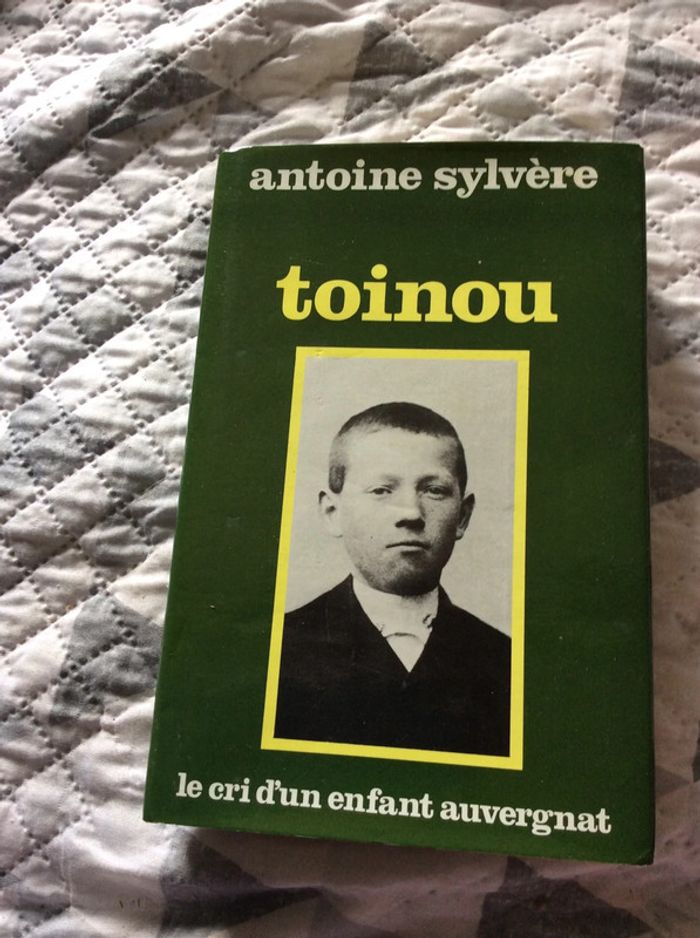 antoine sylvère
toinou
le cri d'un enfant auvergnat